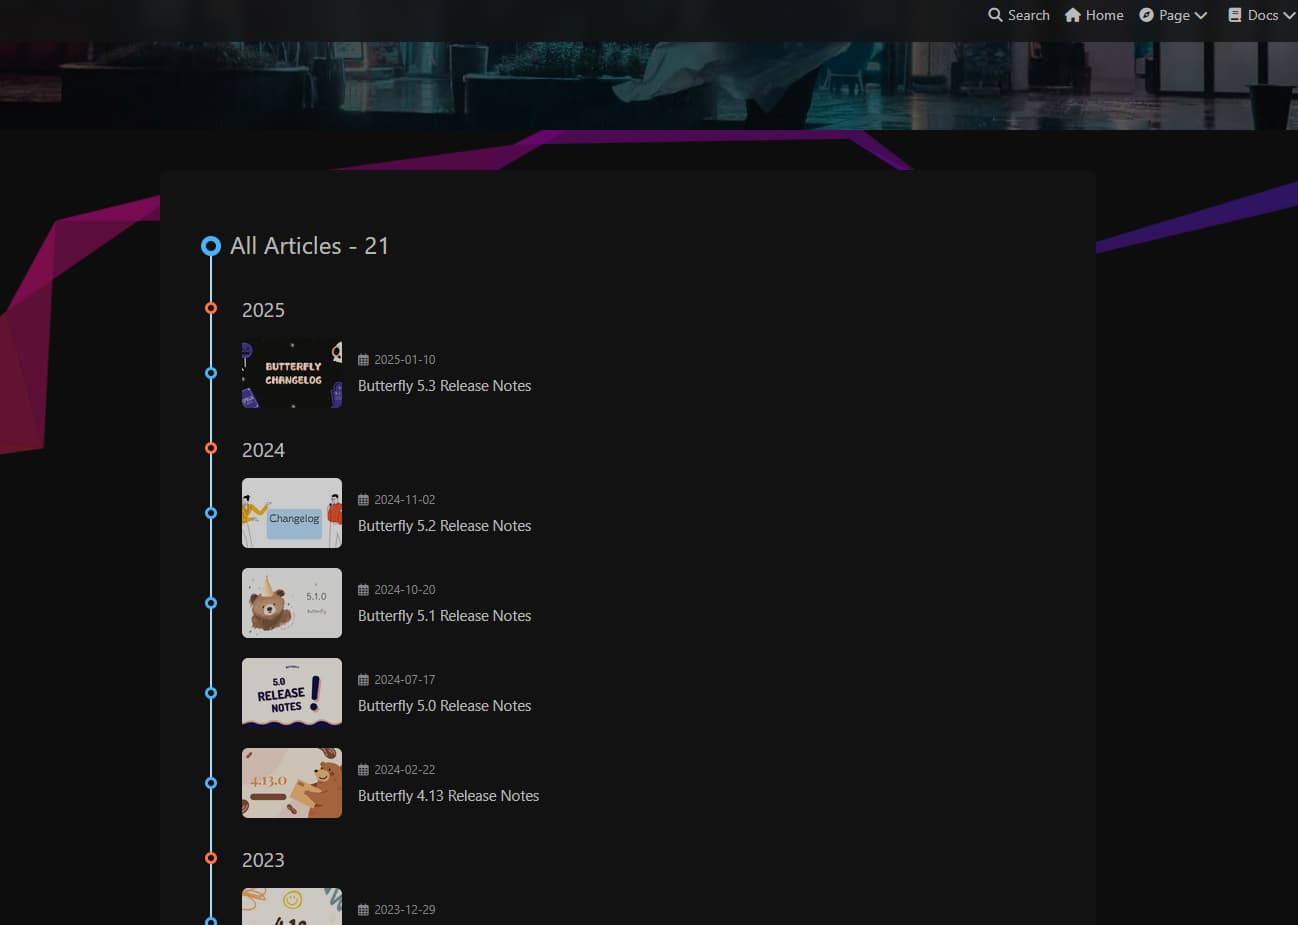 Search Home Page Docs
All Articles - 21
2025
BUTTERFLY
CHANGELOG
2025-01-10
Butterfly 5.3 Release Notes
2024
Changelog
2024-11-02
Butterfly 5.2 Release Notes
5.1.0
2024-10-20
Butterfly 5.1 Release Notes
5.0
RELEASE
NOTES
2024-07-17
Butterfly 5.0 Release Notes
4.13.0
2024-02-22
Butterfly 4.13 Release Notes
2023
2023-12-29